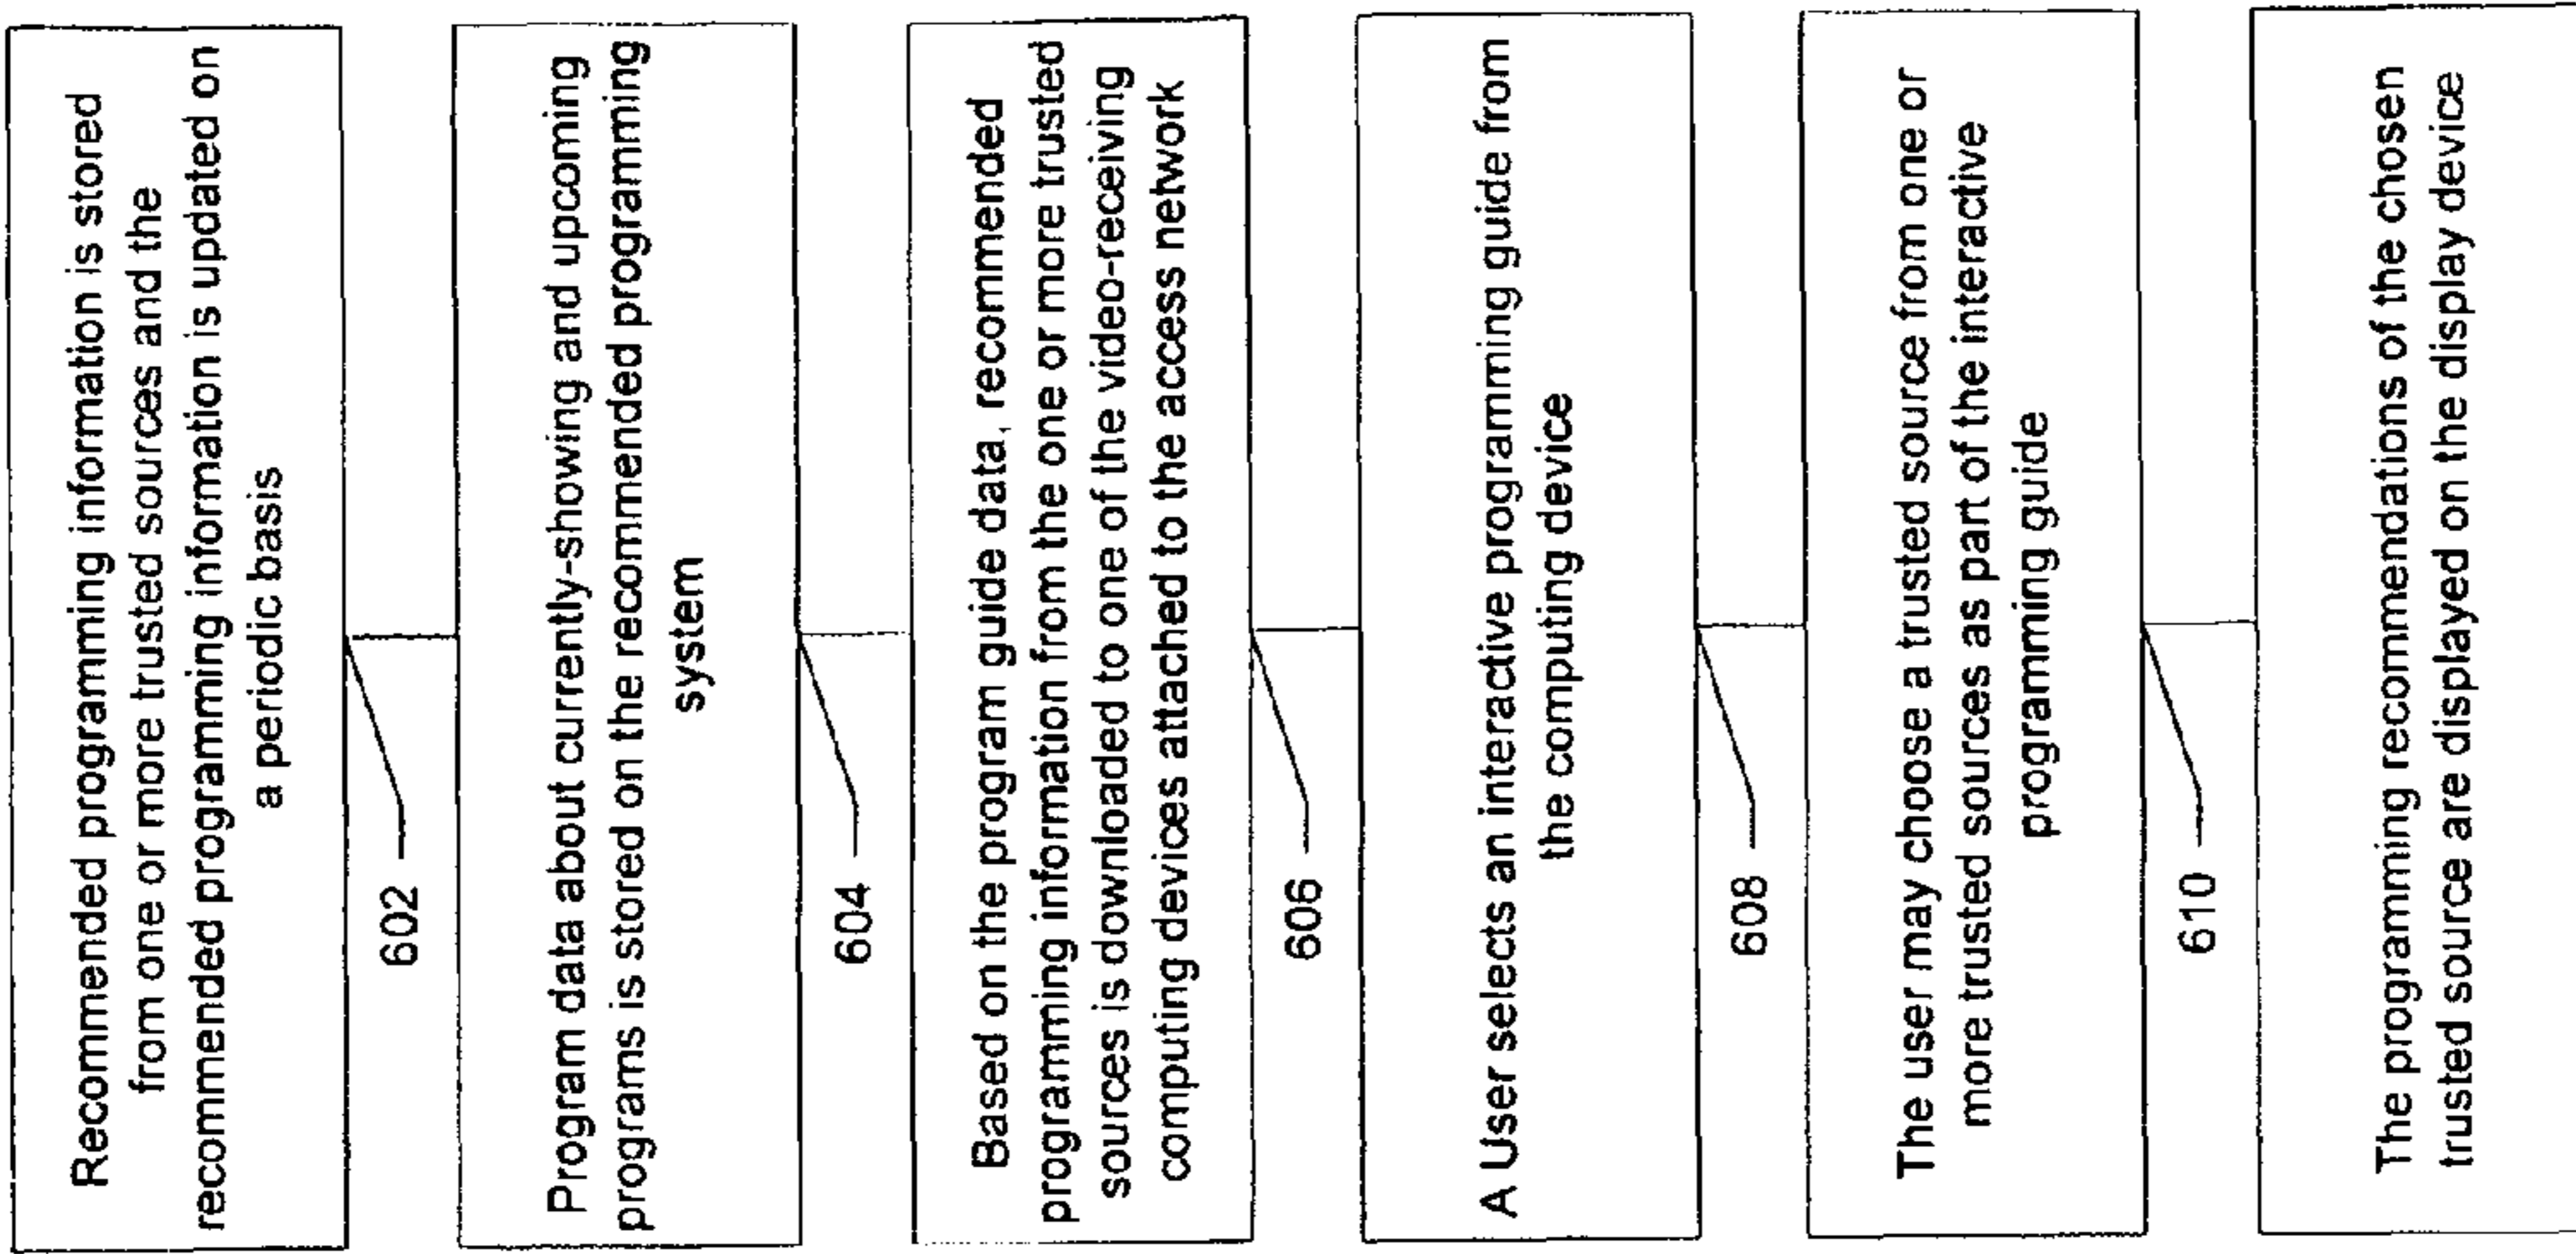 Recommended programming information is stored
from one or more trusted sources and the
recommended programming information is updated on
a periodic basis
602
Program data about currently-showing and upcoming
programs is stored on the recommended programming
system
604
Based on the program guide data, recommended
programming information from the one or more trusted
sources is downloaded to one of the video-receiving
computing devices attached to the access network
606
A User selects an interactive programming guide from
the computing device
608
The user may choose a trusted source from one or
more trusted sources as part of the interactive
programming guide
610
The programming recommendations of the chosen
trusted source are displayed on the display device